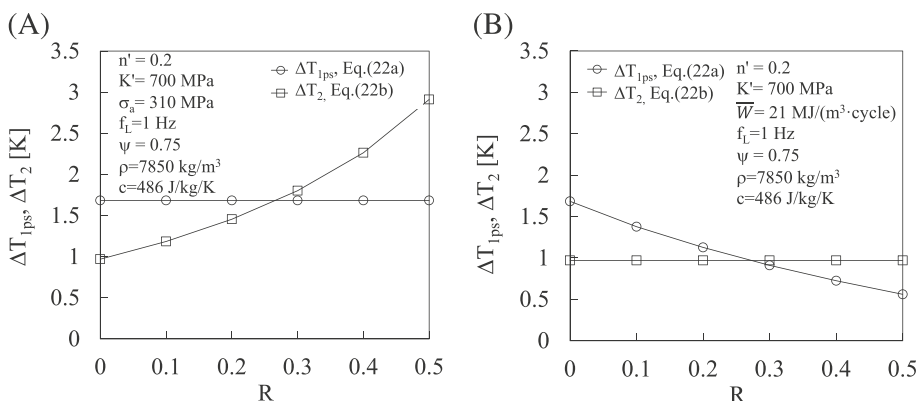 (A)
3.5
3
2.5
2
1.5
1
0.5
0
ΔT1ps, ΔT2 [K]
n' = 0.2
K'= 700 MPa
σa = 310 MPa
fL=1 Hz
ψ = 0.75
ρ=7850 kg/m³
c=486 J/kg/K
ΔT1ps, Eq.(22a)
ΔT2, Eq.(22b)
0 0.1 0.2 0.3 0.4 0.5
R
(B)
3.5
3
2.5
2
1.5
1
0.5
0
ΔT1ps, ΔT2 [K]
ΔT1ps, Eq.(22a)
ΔT2, Eq.(22b)
n' = 0.2
K'= 700 MPa
W̅= 21 MJ/(m³·cycle)
fL=1 Hz
ψ = 0.75
ρ=7850 kg/m³
c=486 J/kg/K
0 0.1 0.2 0.3 0.4 0.5
R